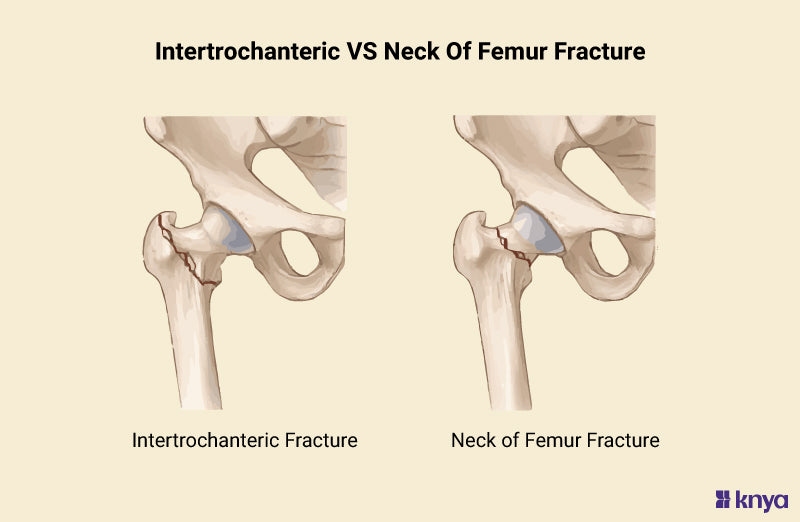 Intertrochanteric VS Neck Of Femur Fracture
Intertrochanteric Fracture
Neck of Femur Fracture
knya